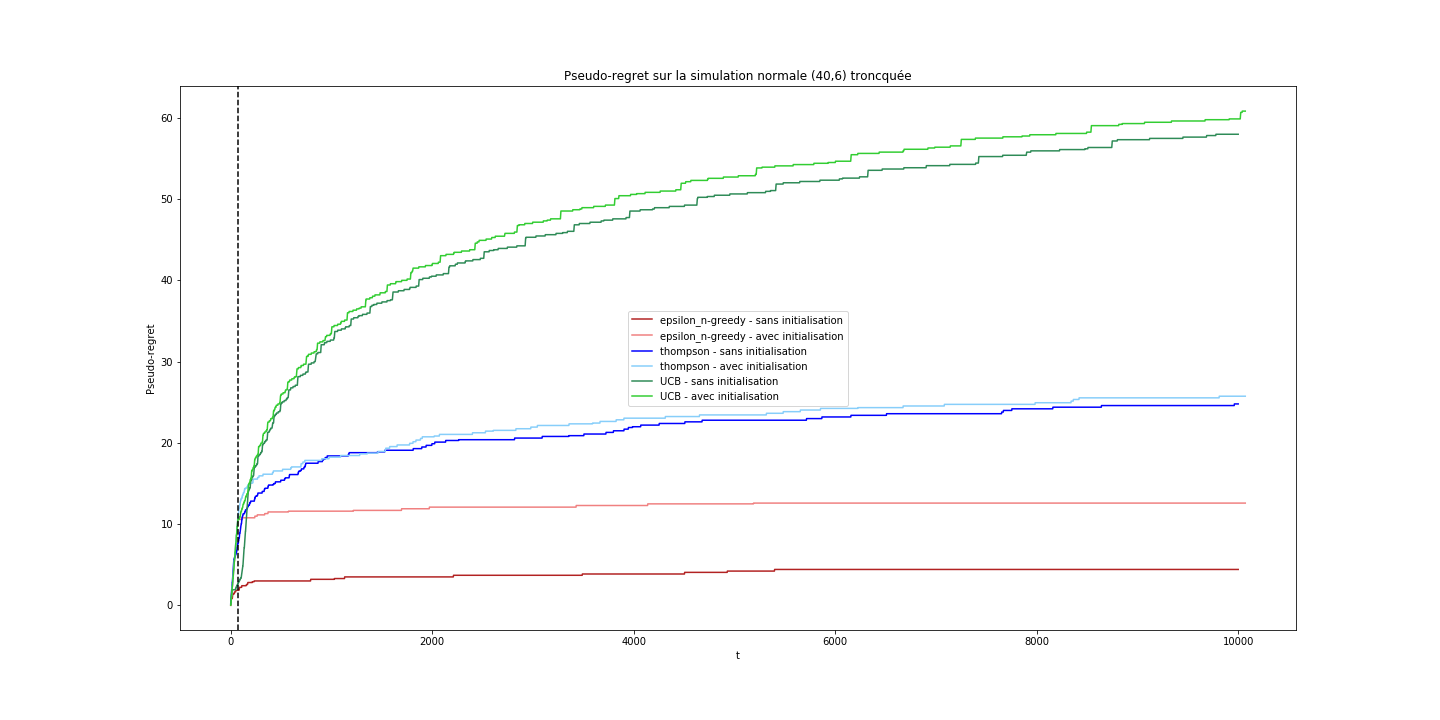 Pseudo-regret sur la simulation normale (40,6) troncquée
Pseudo-regret
60
50
40
30
20
10
0
epsilon_n-greedy - sans initialisation
epsilon_n-greedy - avec initialisation
thompson - sans initialisation
thompson - avec initialisation
UCB - sans initialisation
UCB - avec initialisation
0 2000 4000 6000 8000 10000
t